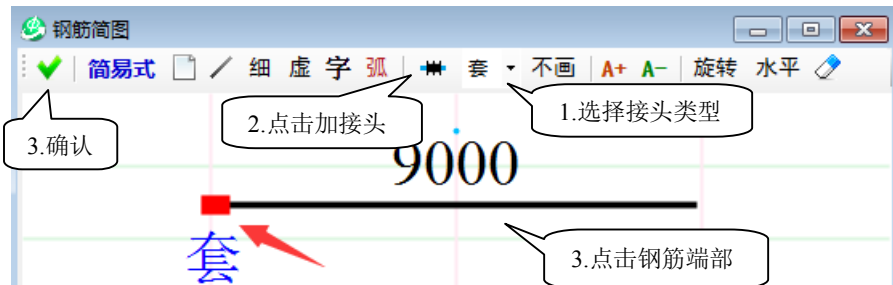 钢筋简图
简易式 细 虚 字 弧 套 不画 A+ A- 旋转 水平
3.确认
2.点击加接头
1.选择接头类型
9000
套
3.点击钢筋端部